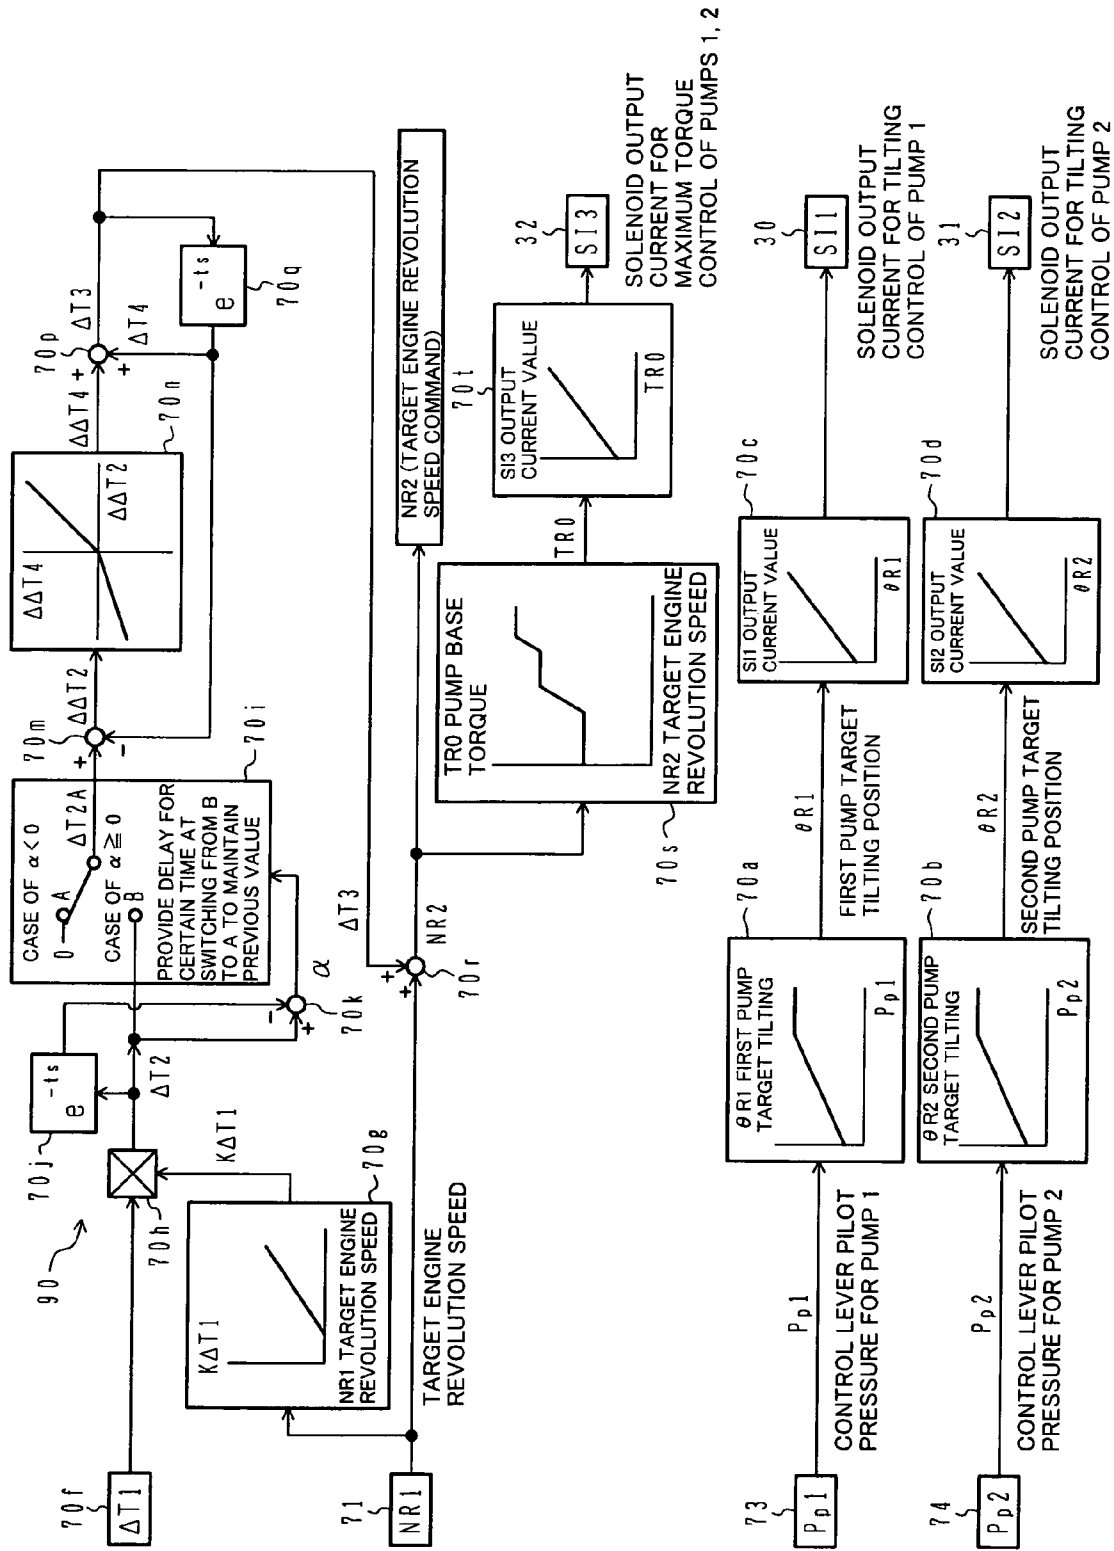 90
70f
ΔT1
70h
70j
e^-ts
ΔT2
KΔT1
KΔT1
NR1 TARGET ENGINE
REVOLUTION SPEED
70g
70k
α
CASE OF α<0
0
A
CASE OF α≧0
B
ΔT2A
PROVIDE DELAY FOR
CERTAIN TIME AT
SWITCHING FROM B
TO A TO MAINTAIN
PREVIOUS VALUE
70i
+
-
-
+
70m
ΔΔT2
ΔΔT4
ΔΔT2
70n
ΔΔT4
+
+
70p
ΔT3
ΔT4
e^-ts
70q
71
NR1
TARGET ENGINE
REVOLUTION SPEED
ΔT3
+
+
70r
NR2
NR2 (TARGET ENGINE REVOLUTION
SPEED COMMAND)
TR0 PUMP BASE
TORQUE
NR2 TARGET ENGINE
REVOLUTION SPEED
70s
TR0
70t
SI3 OUTPUT
CURRENT VALUE
TR0
32
SI3
SOLENOID OUTPUT
CURRENT FOR
MAXIMUM TORQUE
CONTROL OF PUMPS 1, 2
73
Pp1
Pp1
CONTROL LEVER PILOT
PRESSURE FOR PUMP 1
70a
θR1 FIRST PUMP
TARGET TILTING
Pp1
θR1
FIRST PUMP TARGET
TILTING POSITION
70c
SI1 OUTPUT
CURRENT VALUE
θR1
30
SI1
SOLENOID OUTPUT
CURRENT FOR TILTING
CONTROL OF PUMP 1
74
Pp2
Pp2
CONTROL LEVER PILOT
PRESSURE FOR PUMP 2
70b
θR2 SECOND PUMP
TARGET TILTING
Pp2
θR2
SECOND PUMP TARGET
TILTING POSITION
70d
SI2 OUTPUT
CURRENT VALUE
θR2
31
SI2
SOLENOID OUTPUT
CURRENT FOR TILTING
CONTROL OF PUMP 2